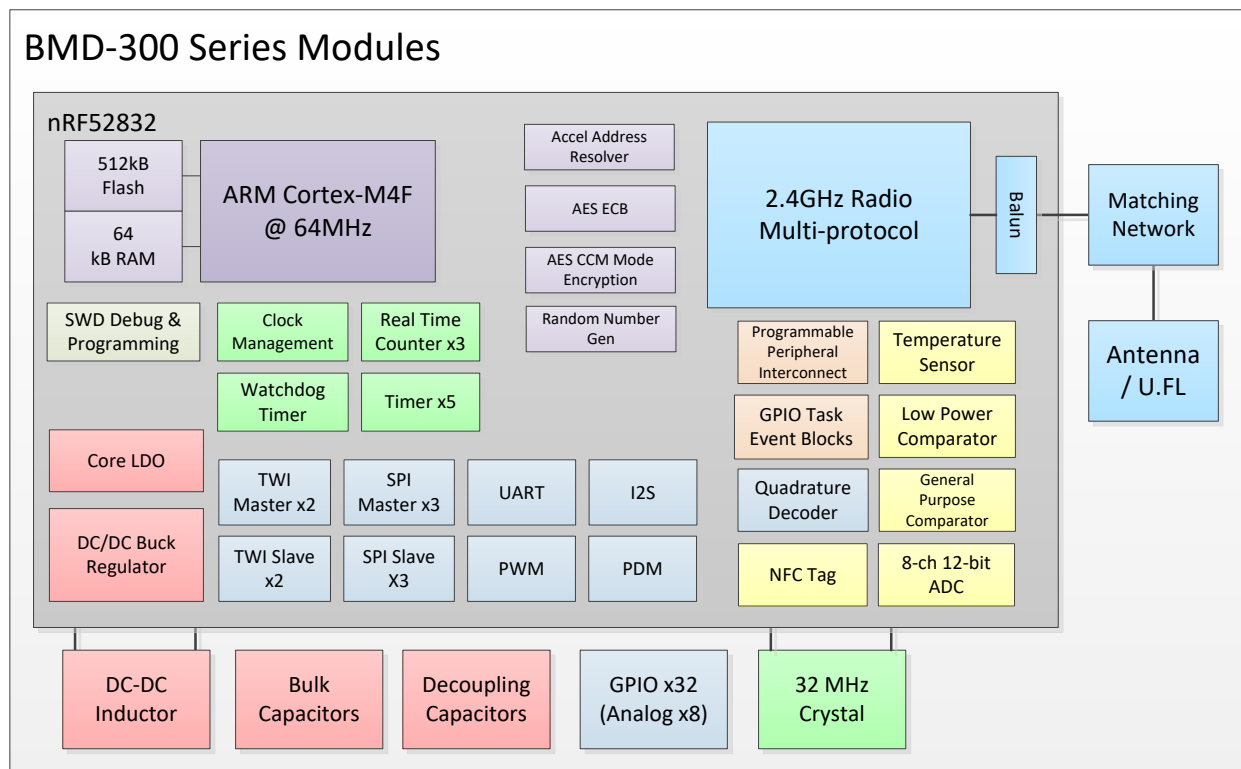 BMD-300 Series Modules
nRF52832
512kB
Flash
64
kB RAM
ARM Cortex-M4F
@ 64MHz
Accel Address
Resolver
AES ECB
AES CCM Mode
Encryption
Random Number
Gen
2.4GHz Radio
Multi-protocol
Balun
Matching
Network
Antenna
/ U.FL
SWD Debug &
Programming
Clock
Management
Real Time
Counter x3
Watchdog
Timer
Timer x5
Programmable
Peripheral
Interconnect
Temperature
Sensor
GPIO Task
Event Blocks
Low Power
Comparator
Core LDO
DC/DC Buck
Regulator
TWI
Master x2
SPI
Master x3
UART
I2S
TWI Slave
x2
SPI Slave
X3
PWM
PDM
Quadrature
Decoder
General
Purpose
Comparator
NFC Tag
8-ch 12-bit
ADC
DC-DC
Inductor
Bulk
Capacitors
Decoupling
Capacitors
GPIO x32
(Analog x8)
32 MHz
Crystal